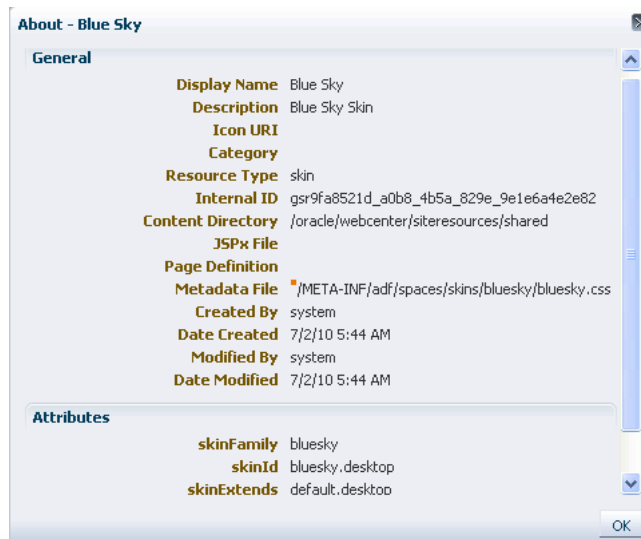 About - Blue Sky
General
Display Name Blue Sky
Description Blue Sky Skin
Icon URI
Category
Resource Type skin
Internal ID gsr9fa8521d_a0b8_4b5a_829e_9e1e6a4e2e82
Content Directory /oracle/webcenter/siteresources/shared
JSPx File
Page Definition
Metadata File /META-INF/adf/spaces/skins/bluesky/bluesky.css
Created By system
Date Created 7/2/10 5:44 AM
Modified By system
Date Modified 7/2/10 5:44 AM
Attributes
skinFamily bluesky
skinId bluesky.desktop
skinExtends default.desktop
OK